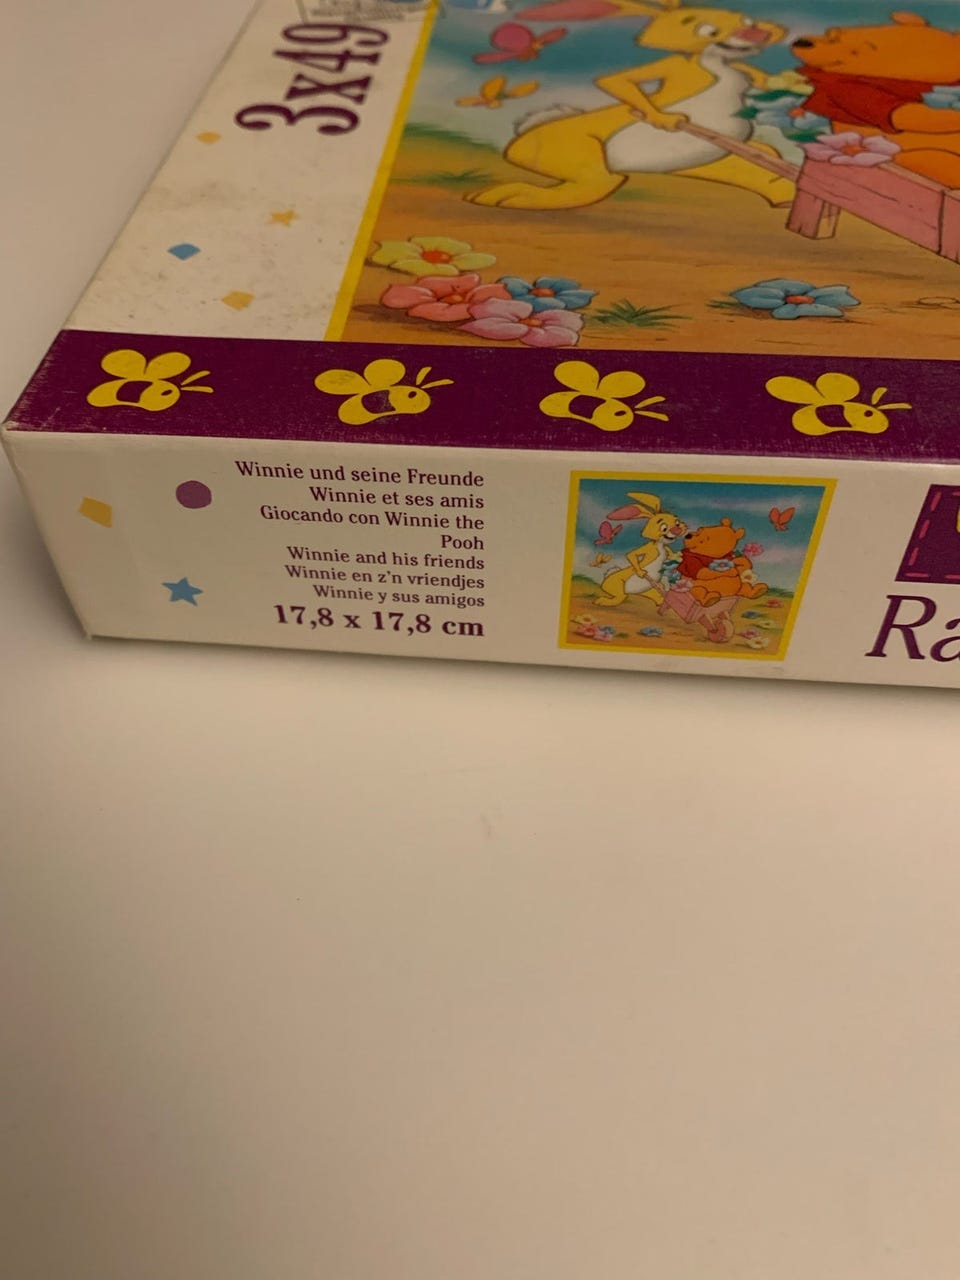 3x49
Winnie und seine Freunde
Winnie et ses amis
Giocando con Winnie the
Pooh
Winnie and his friends
Winnie en z'n vriendjes
Winnie y sus amigos
17,8 x 17,8 cm
Ra